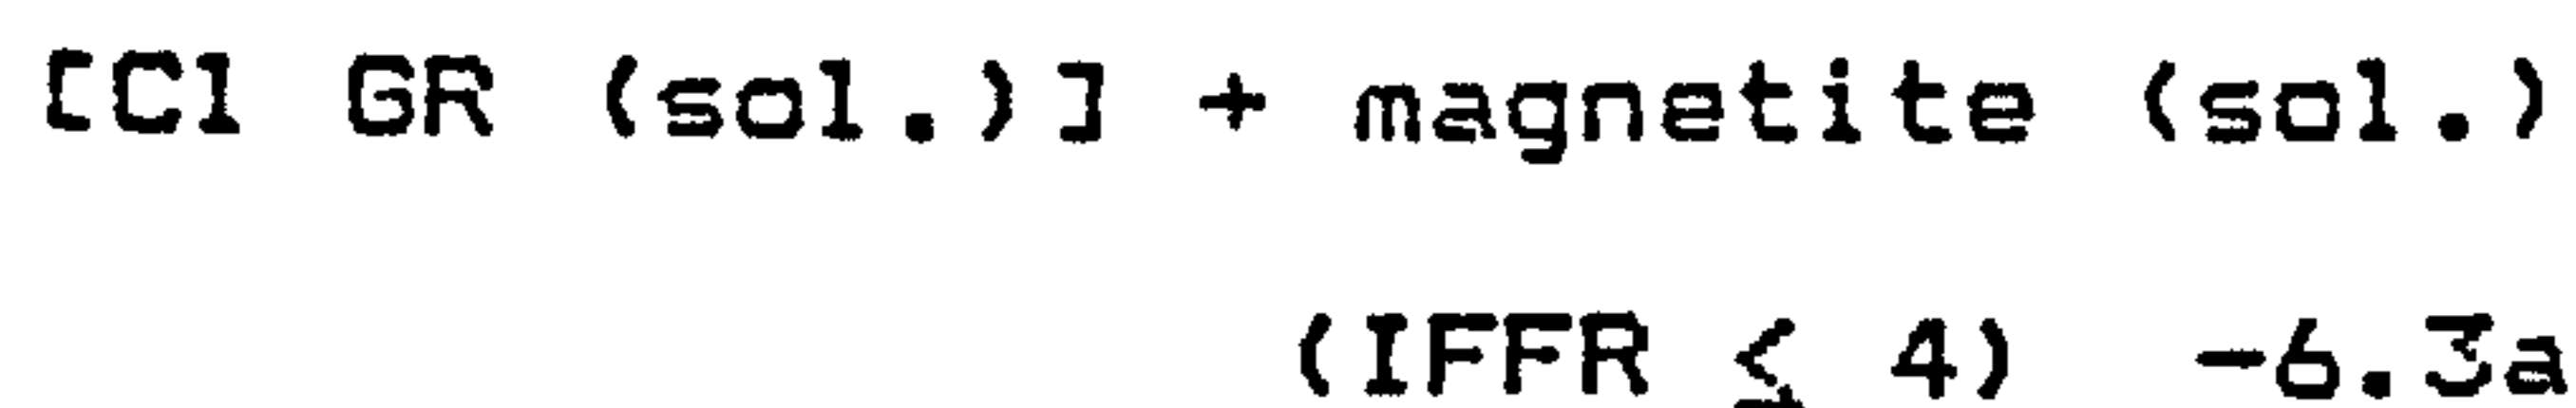 [Cl GR (sol.)] + magnetite (sol.)
(IFFR ≤ 4) -6.3a